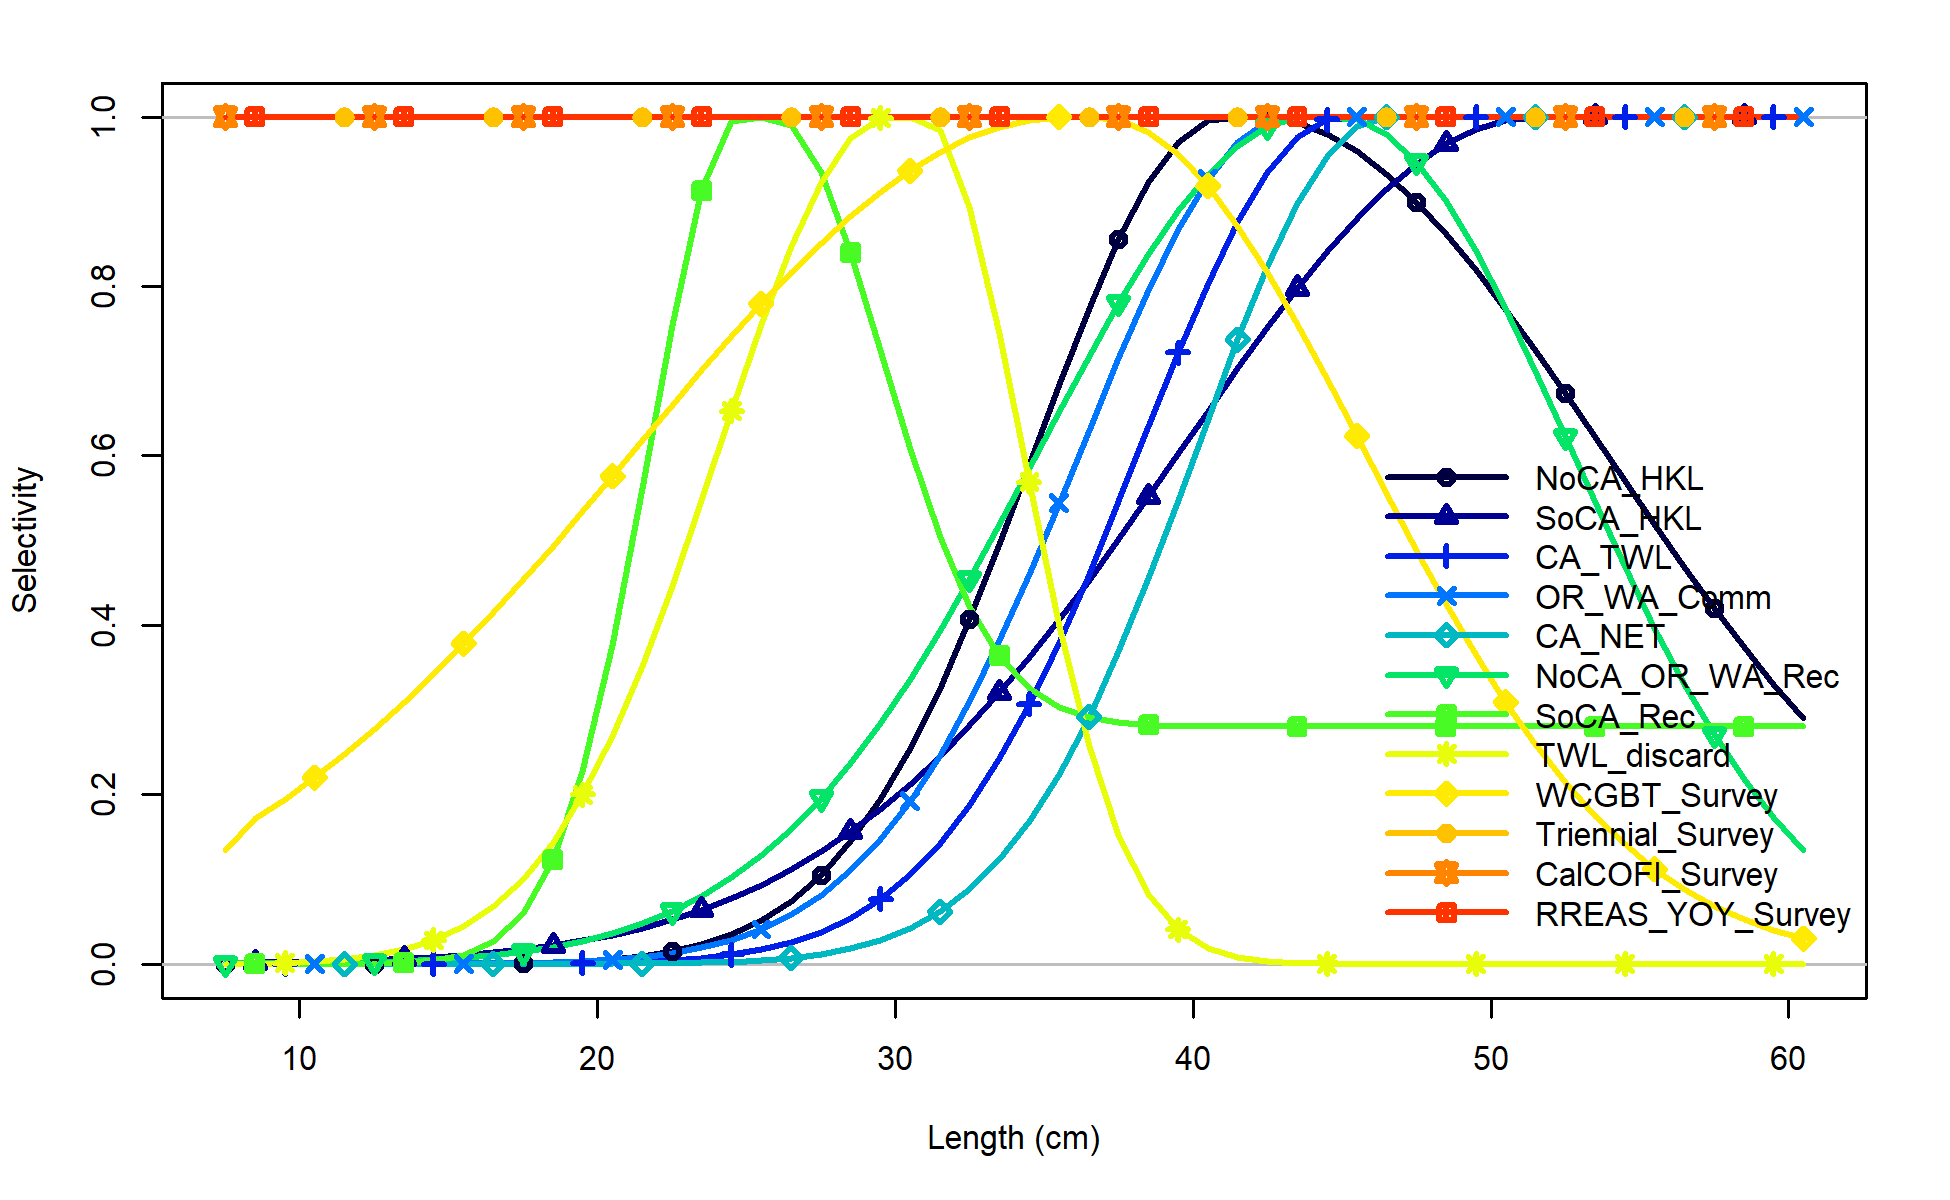 1.0
0.8
0.6
0.4
0.2
0.0
Selectivity
NoCA_HKL
SoCA_HKL
CA_TWL
OR_WA_Comm
CA_NET
NoCA_OR_WA_Rec
SoCA_Rec
TWL_discard
WCGBT_Survey
Triennial_Survey
CalCOFI_Survey
RREAS_YOY_Survey
10 20 30 40 50 60
Length (cm)